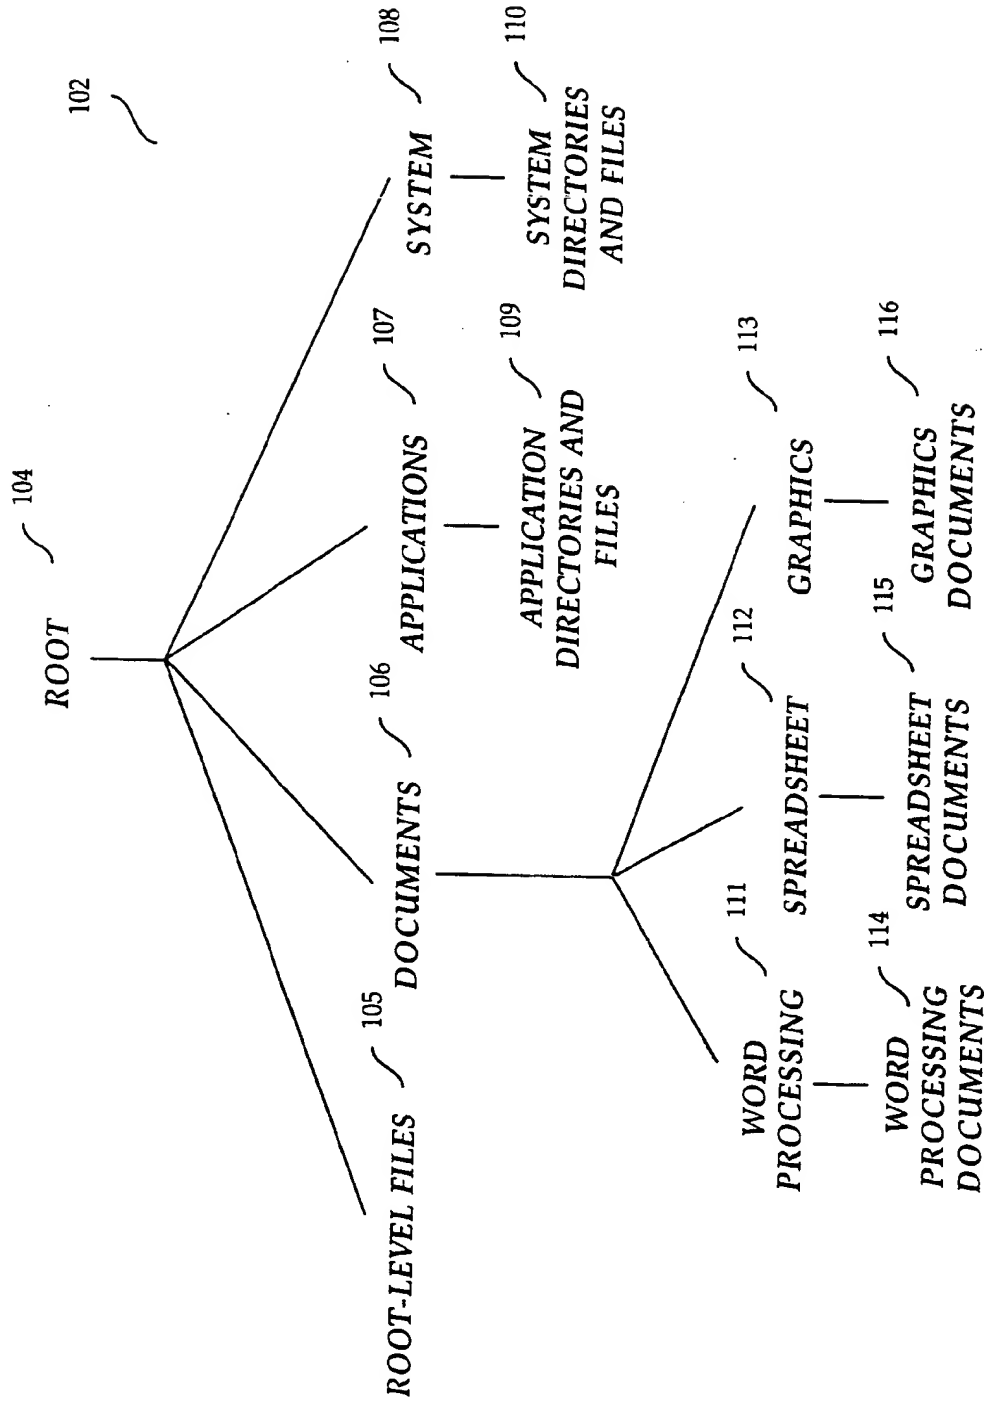 102
104
ROOT
105
106
107
108
ROOT-LEVEL FILES
DOCUMENTS
APPLICATIONS
SYSTEM
109
110
APPLICATION
DIRECTORIES AND
FILES
SYSTEM
DIRECTORIES
AND FILES
111
112
113
WORD
PROCESSING
SPREADSHEET
GRAPHICS
114
115
116
WORD
PROCESSING
DOCUMENTS
SPREADSHEET
DOCUMENTS
GRAPHICS
DOCUMENTS